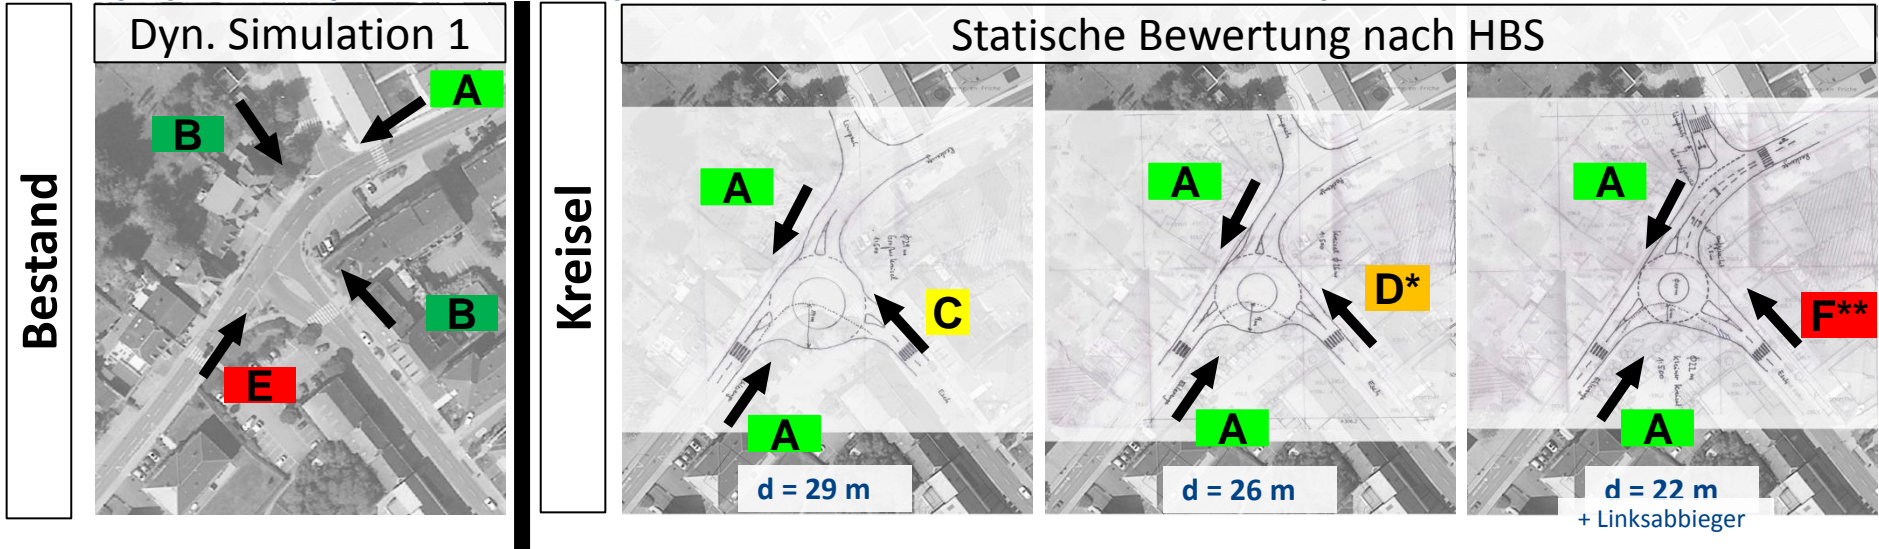 Dyn. Simulation 1
Statische Bewertung nach HBS
Bestand
A
B
B
E
Kreisel
A
C
A
d = 29 m
A
D*
A
d = 26 m
A
F**
A
d = 22 m
+ Linksabbieger